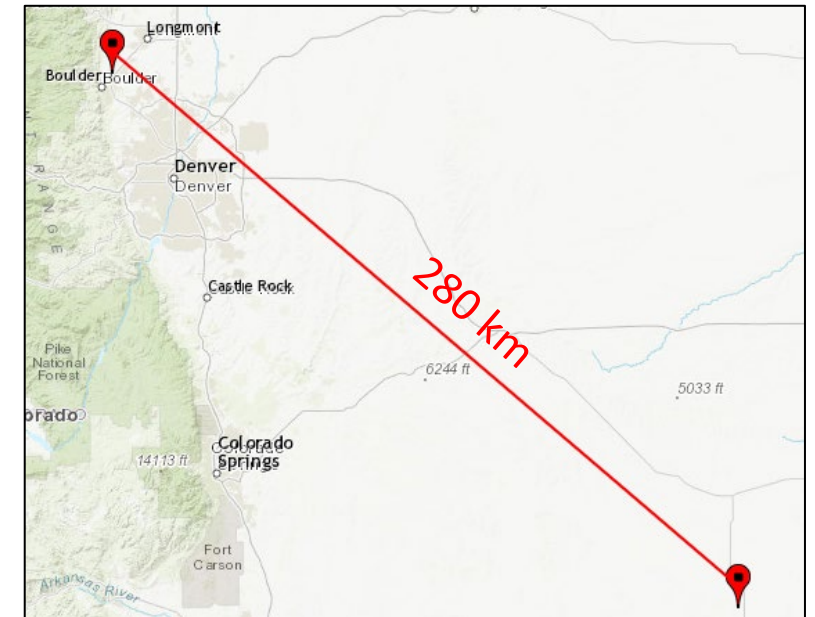 Longmont
Boulder
Boulder
Denver
Denver
RANGE
Castle Rock
280 km
Pike
National
Forest
6244 ft
5033 ft
orado
Colorado
Springs
14113 ft
Fort
Carson
Arkansas River